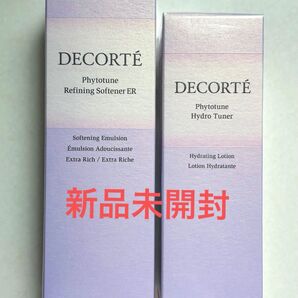 DECORTÉ
Phytotune
Refining Softener ER
Softening Emulsion
Émulsion Adoucissante
Extra Rich / Extra Riche
DECORTÉ
Phytotune
Hydro Tuner
Hydrating Lotion
Lotion Hydratante
新品未開封